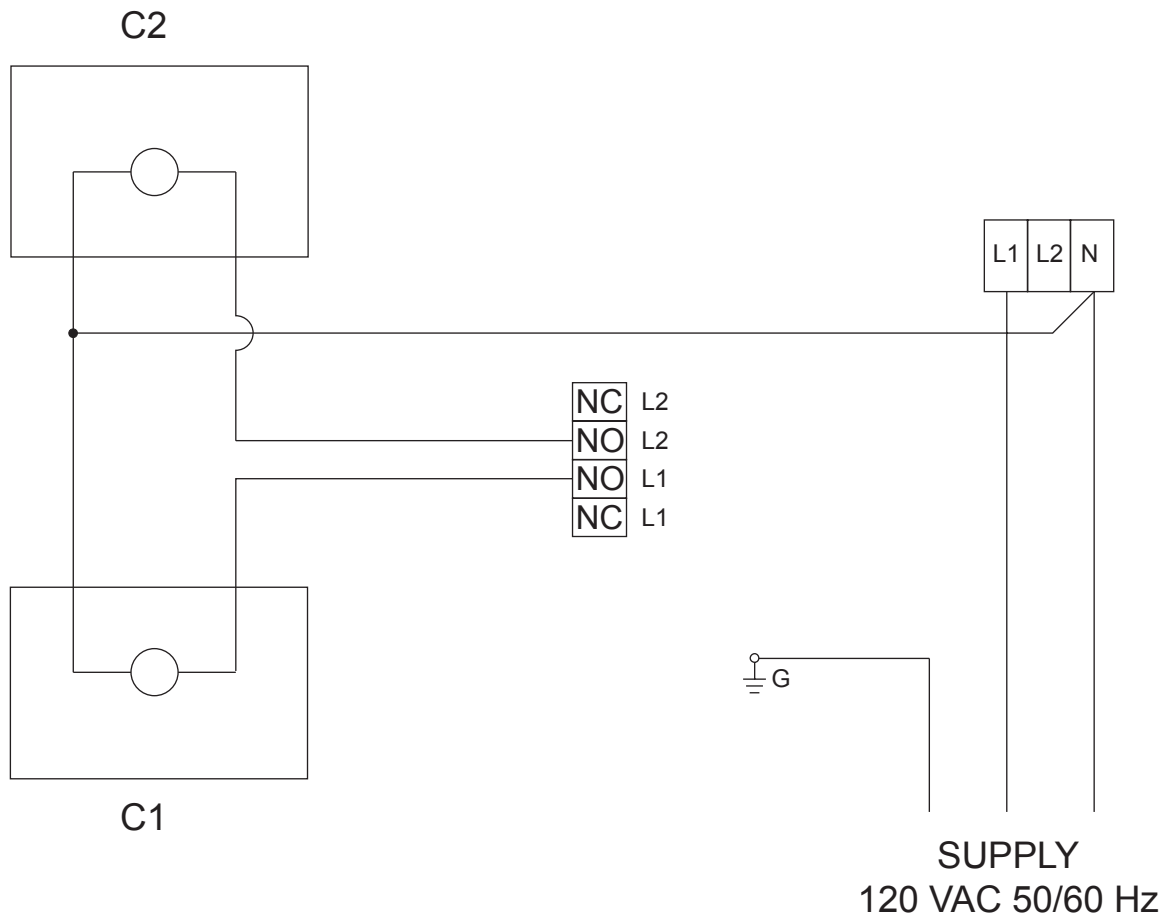 C2
L1 L2 N
NC L2
NO L2
NO L1
NC L1
G
C1
SUPPLY
120 VAC 50/60 Hz